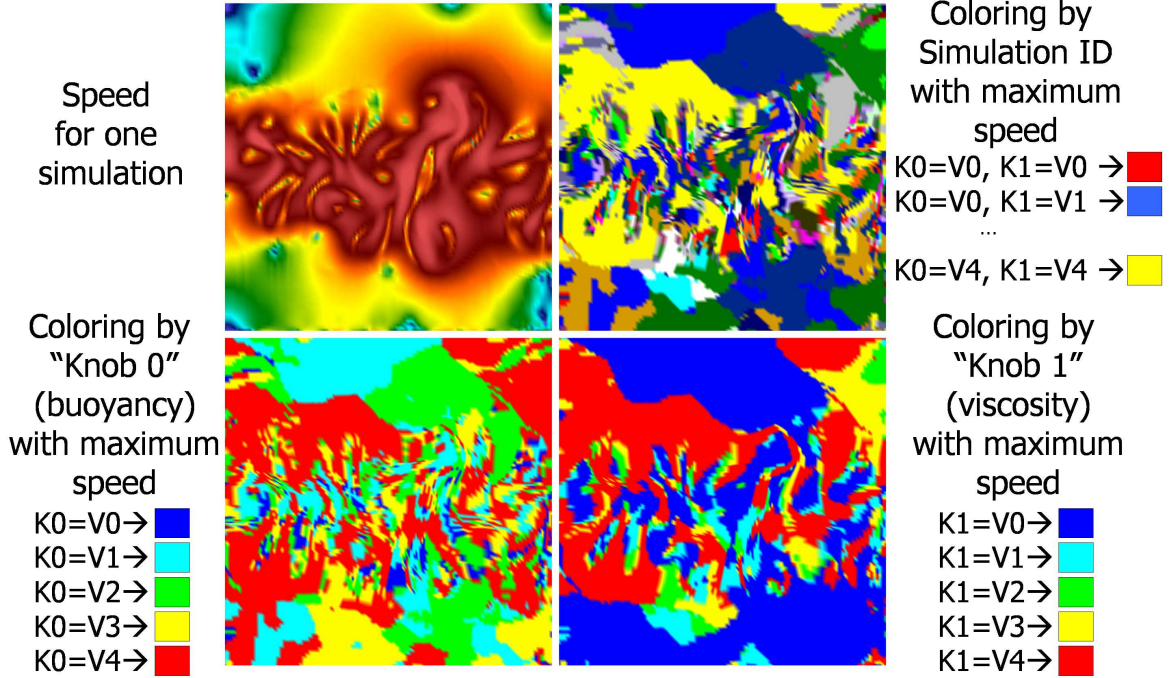 Speed
for one
simulation
Coloring by
Simulation ID
with maximum
speed
K0=V0, K1=V0 →
K0=V0, K1=V1 →
...
K0=V4, K1=V4 →
Coloring by
“Knob 0”
(buoyancy)
with maximum
speed
K0=V0→
K0=V1→
K0=V2→
K0=V3→
K0=V4→
Coloring by
“Knob 1”
(viscosity)
with maximum
speed
K1=V0→
K1=V1→
K1=V2→
K1=V3→
K1=V4→